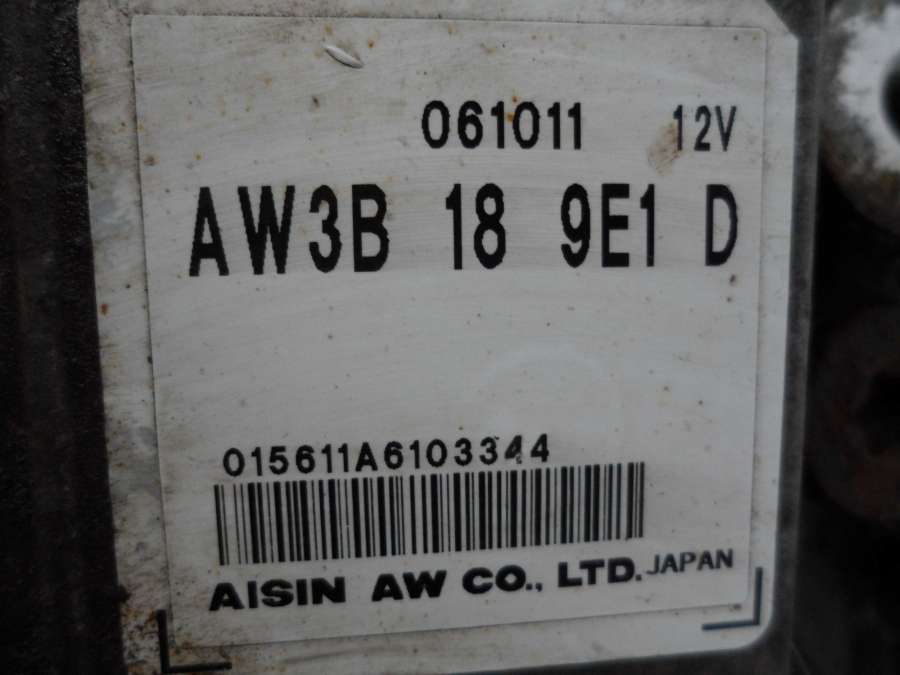 061011 12V
AW3B 18 9E1 D
015611A6103344
AISIN AW CO., LTD. JAPAN